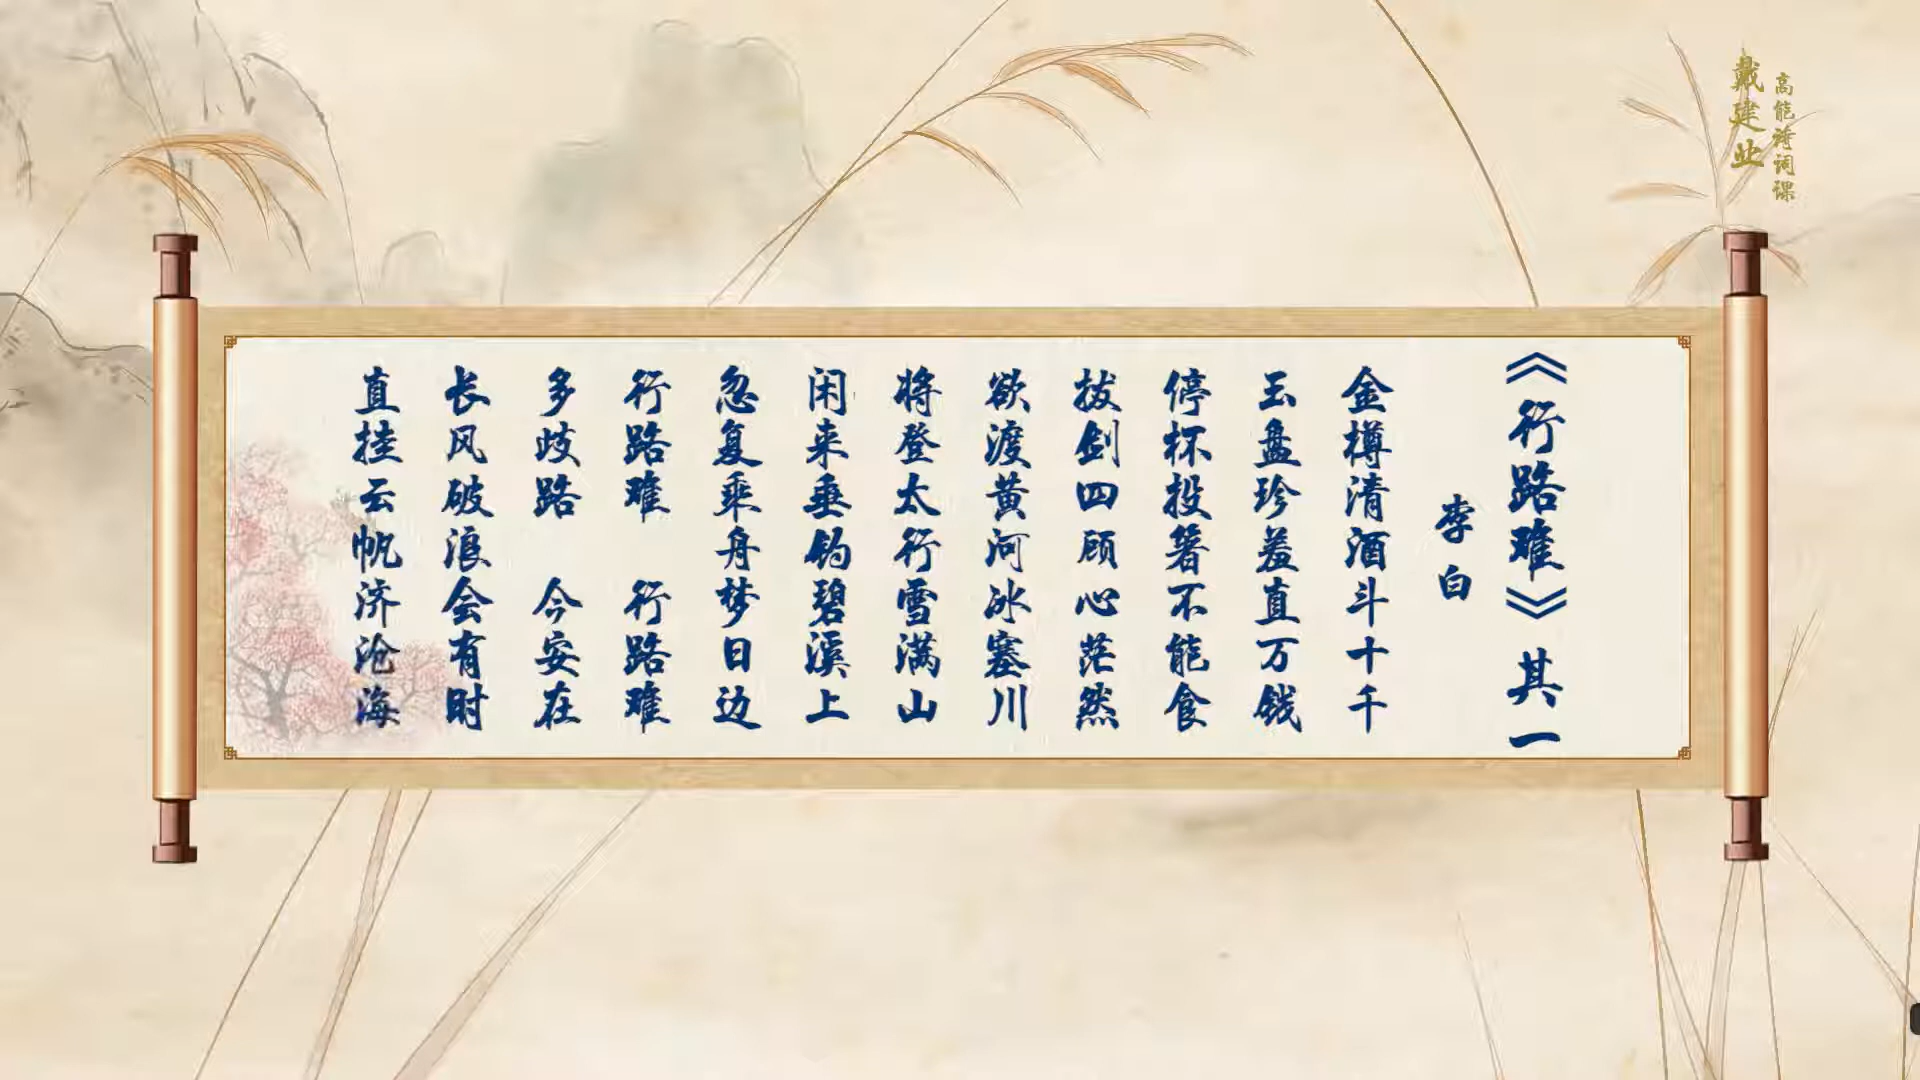 《行路难》其一
李白
金樽清酒斗十千
玉盘珍羞直万钱
停杯投箸不能食
拔剑四顾心茫然
欲渡黄河冰塞川
将登太行雪满山
闲来垂钓碧溪上
忽复乘舟梦日边
行路难 行路难
多歧路 今安在
长风破浪会有时
直挂云帆济沧海
高能诗词课
戴建业